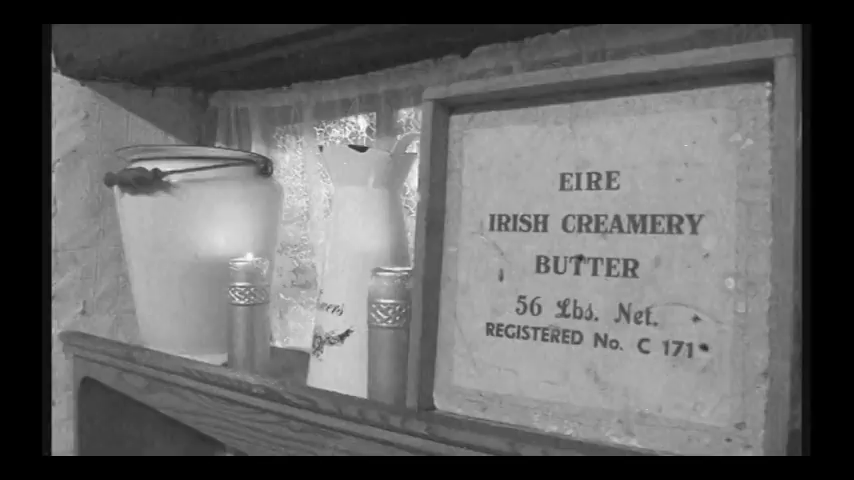 EIRE
IRISH CREAMERY
BUTTER
56 Lbs. Net.
REGISTERED No. C 171